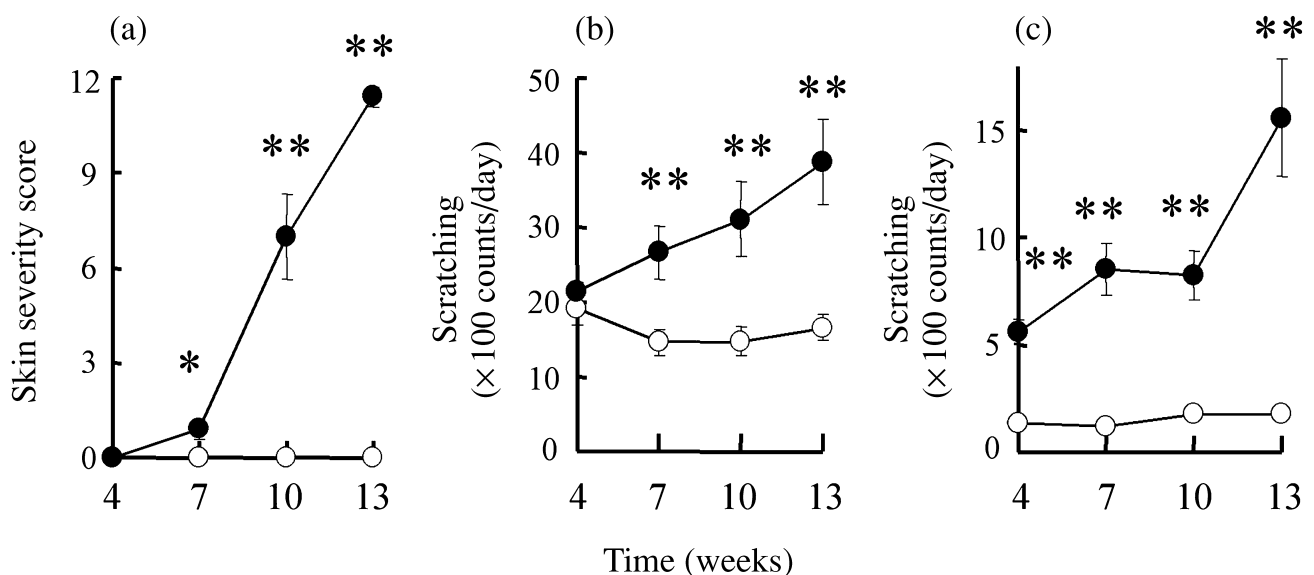 (a)
(b)
(c)
Skin severity score
12
9
6
3
0
*
**
**
4 7 10 13
Scratching
(×100 counts/day)
50
40
30
20
10
0
**
**
**
4 7 10 13
Scratching
(×100 counts/day)
15
10
5
0
**
**
**
**
4 7 10 13
Time (weeks)